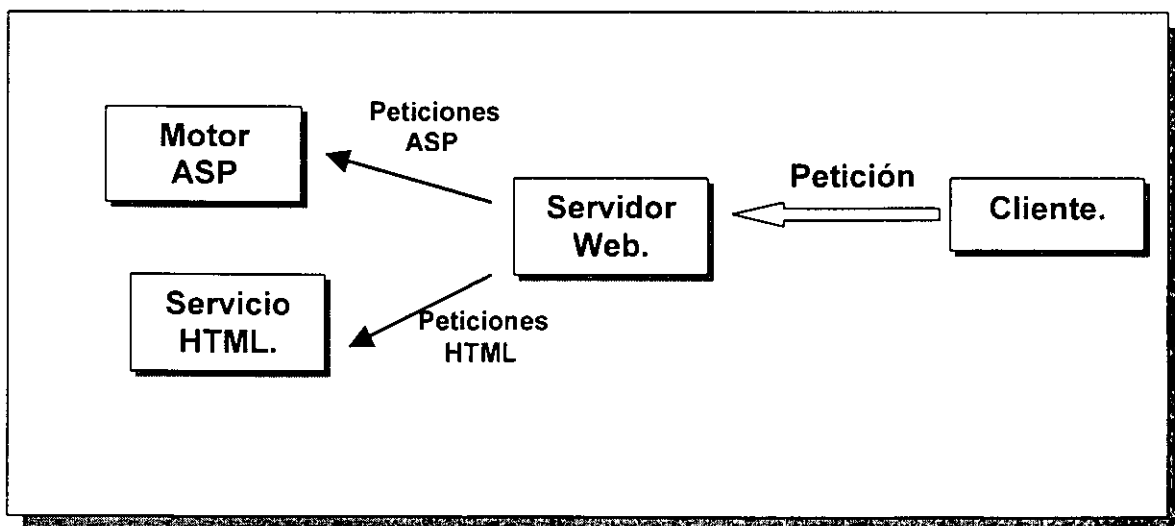 Motor
ASP
Peticiones
ASP
Servidor
Web.
Petición
Cliente.
Servicio
HTML.
Peticiones
HTML